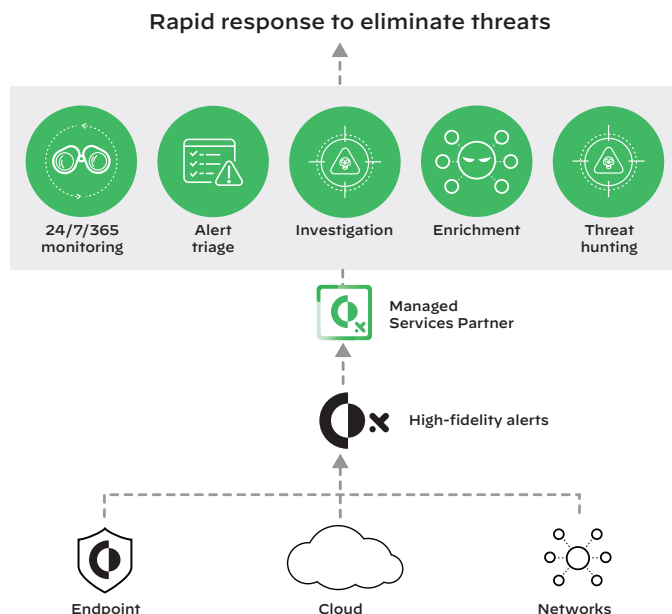 Rapid response to eliminate threats
24/7/365
monitoring
Alert
triage
Investigation
Enrichment
Threat
hunting
Managed
Services Partner
High-fidelity alerts
Endpoint
Cloud
Networks